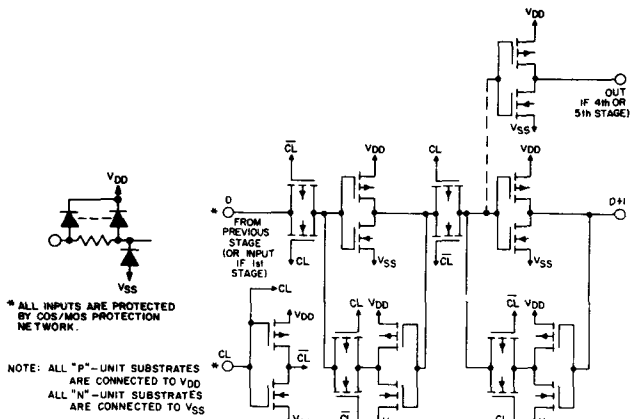 VDD
OUT
IF 4th OR
5th STAGE)
VSS
VDD
VSS
* ALL INPUTS ARE PROTECTED
BY COS/MOS PROTECTION
NETWORK.
NOTE: ALL "P"-UNIT SUBSTRATES
ARE CONNECTED TO VDD
ALL "N"-UNIT SUBSTRATES
ARE CONNECTED TO VSS
CL
VDD
CL
VDD
* D
FROM
PREVIOUS
STAGE
(OR INPUT
IF 1st
STAGE)
CL
VSS
CL
VSS
D+1
CL
* CL
VDD
CL
CL
VDD
CL
VDD
CL
CL